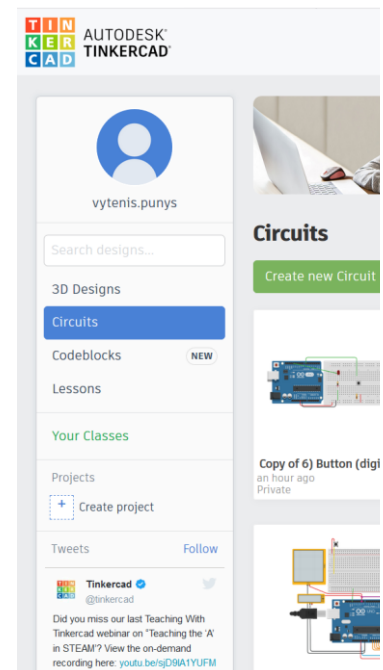 TIN
KER
CAD
AUTODESK®
TINKERCAD®
vytenis.punys
Search designs...
3D Designs
Circuits
Codeblocks NEW
Lessons
Your Classes
Projects
+ Create project
Tweets Follow
Tinkercad
@tinkercad
Did you miss our last Teaching With
Tinkercad webinar on "Teaching the 'A'
in STEAM'? View the on-demand
recording here: youtu.be/sjD9IA1YUFM
Circuits
Create new Circuit
Copy of 6) Button (digi
an hour ago
Private